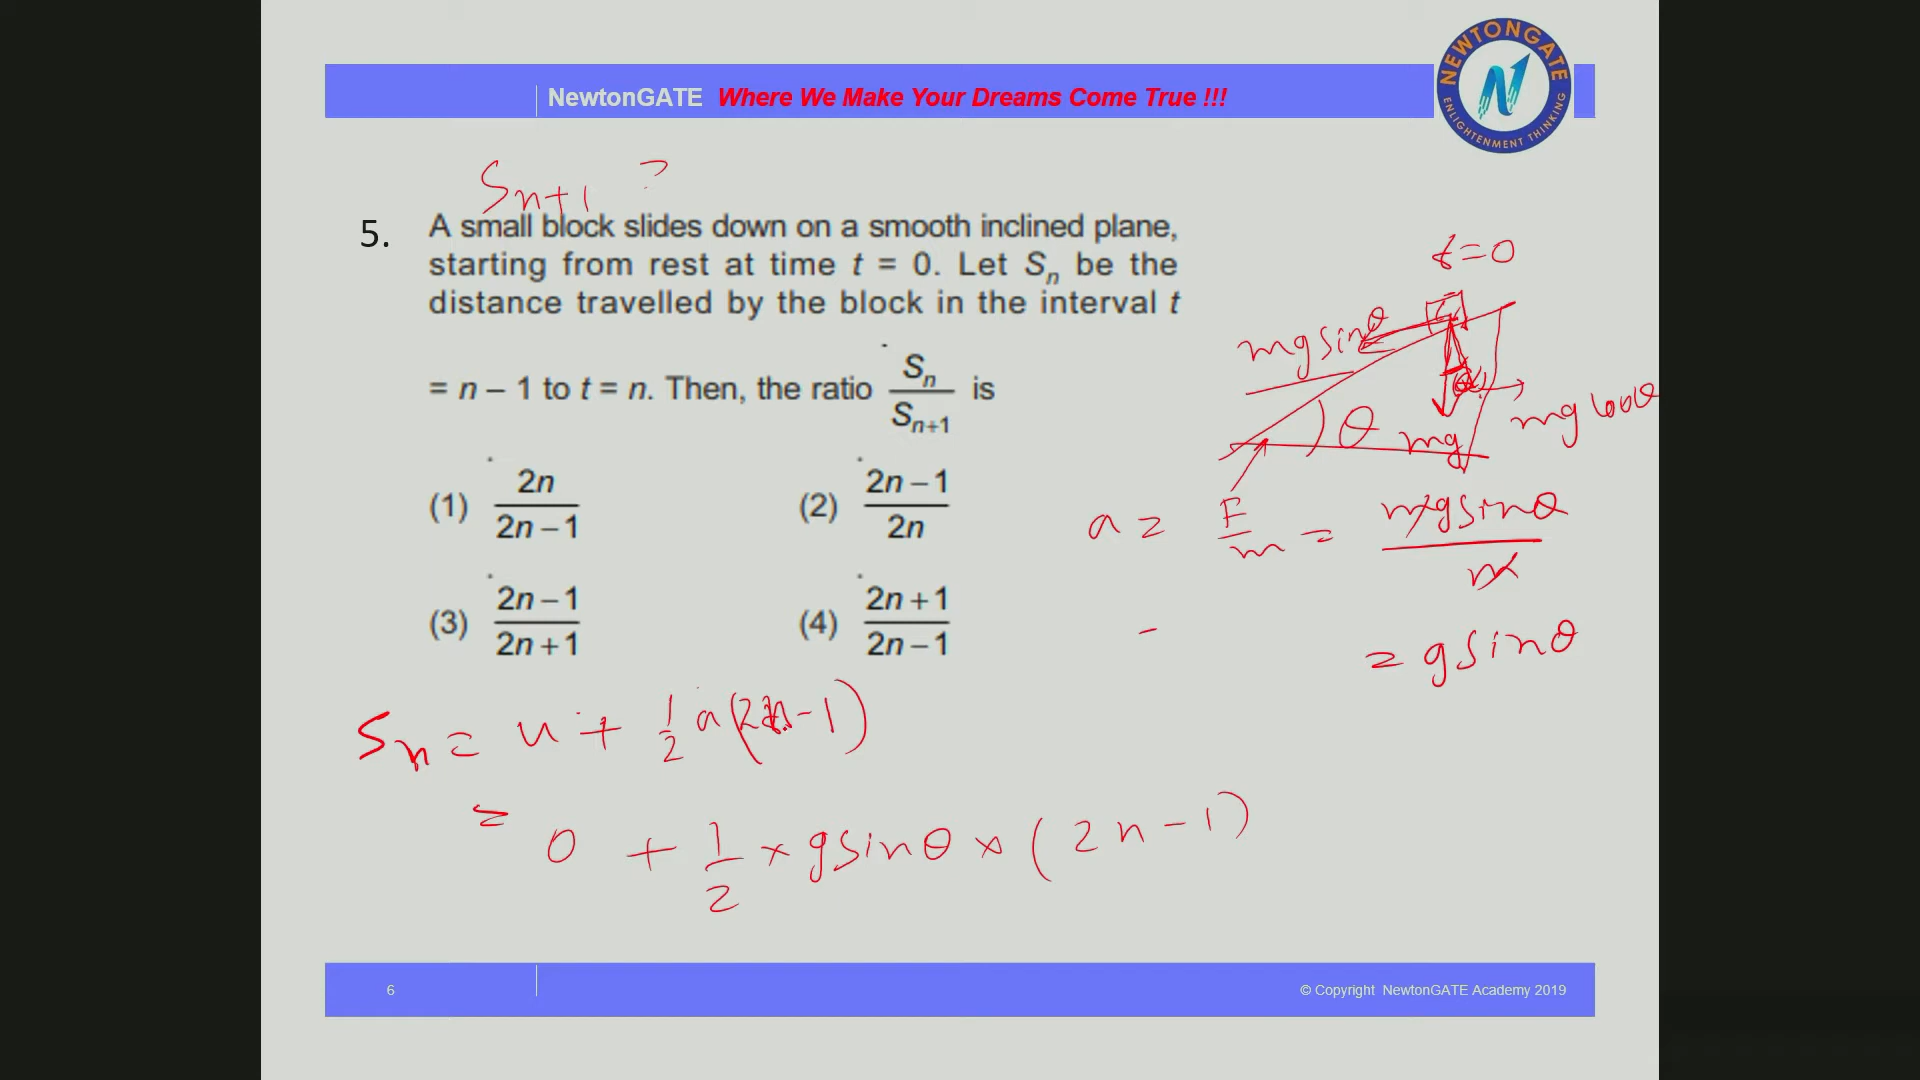 NewtonGATE Where We Make Your Dreams Come True !!!
NEWTONGATE
ENLIGHTENMENT THINKING
Sn+1 ?
5. A small block slides down on a smooth inclined plane,
starting from rest at time t = 0. Let Sn be the
distance travelled by the block in the interval t
= n – 1 to t = n. Then, the ratio Sn/Sn+1 is
(1) 2n/2n – 1 (2) 2n – 1/2n
(3) 2n – 1/2n + 1 (4) 2n + 1/2n – 1
t=0
mg sinθ
θ
mg
mg cosθ
a = F/m = mg sinθ/m
= g sinθ
Sn = u + 1/2 a(2n-1)
= 0 + 1/2 × g sinθ × (2n-1)
6
© Copyright NewtonGATE Academy 2019